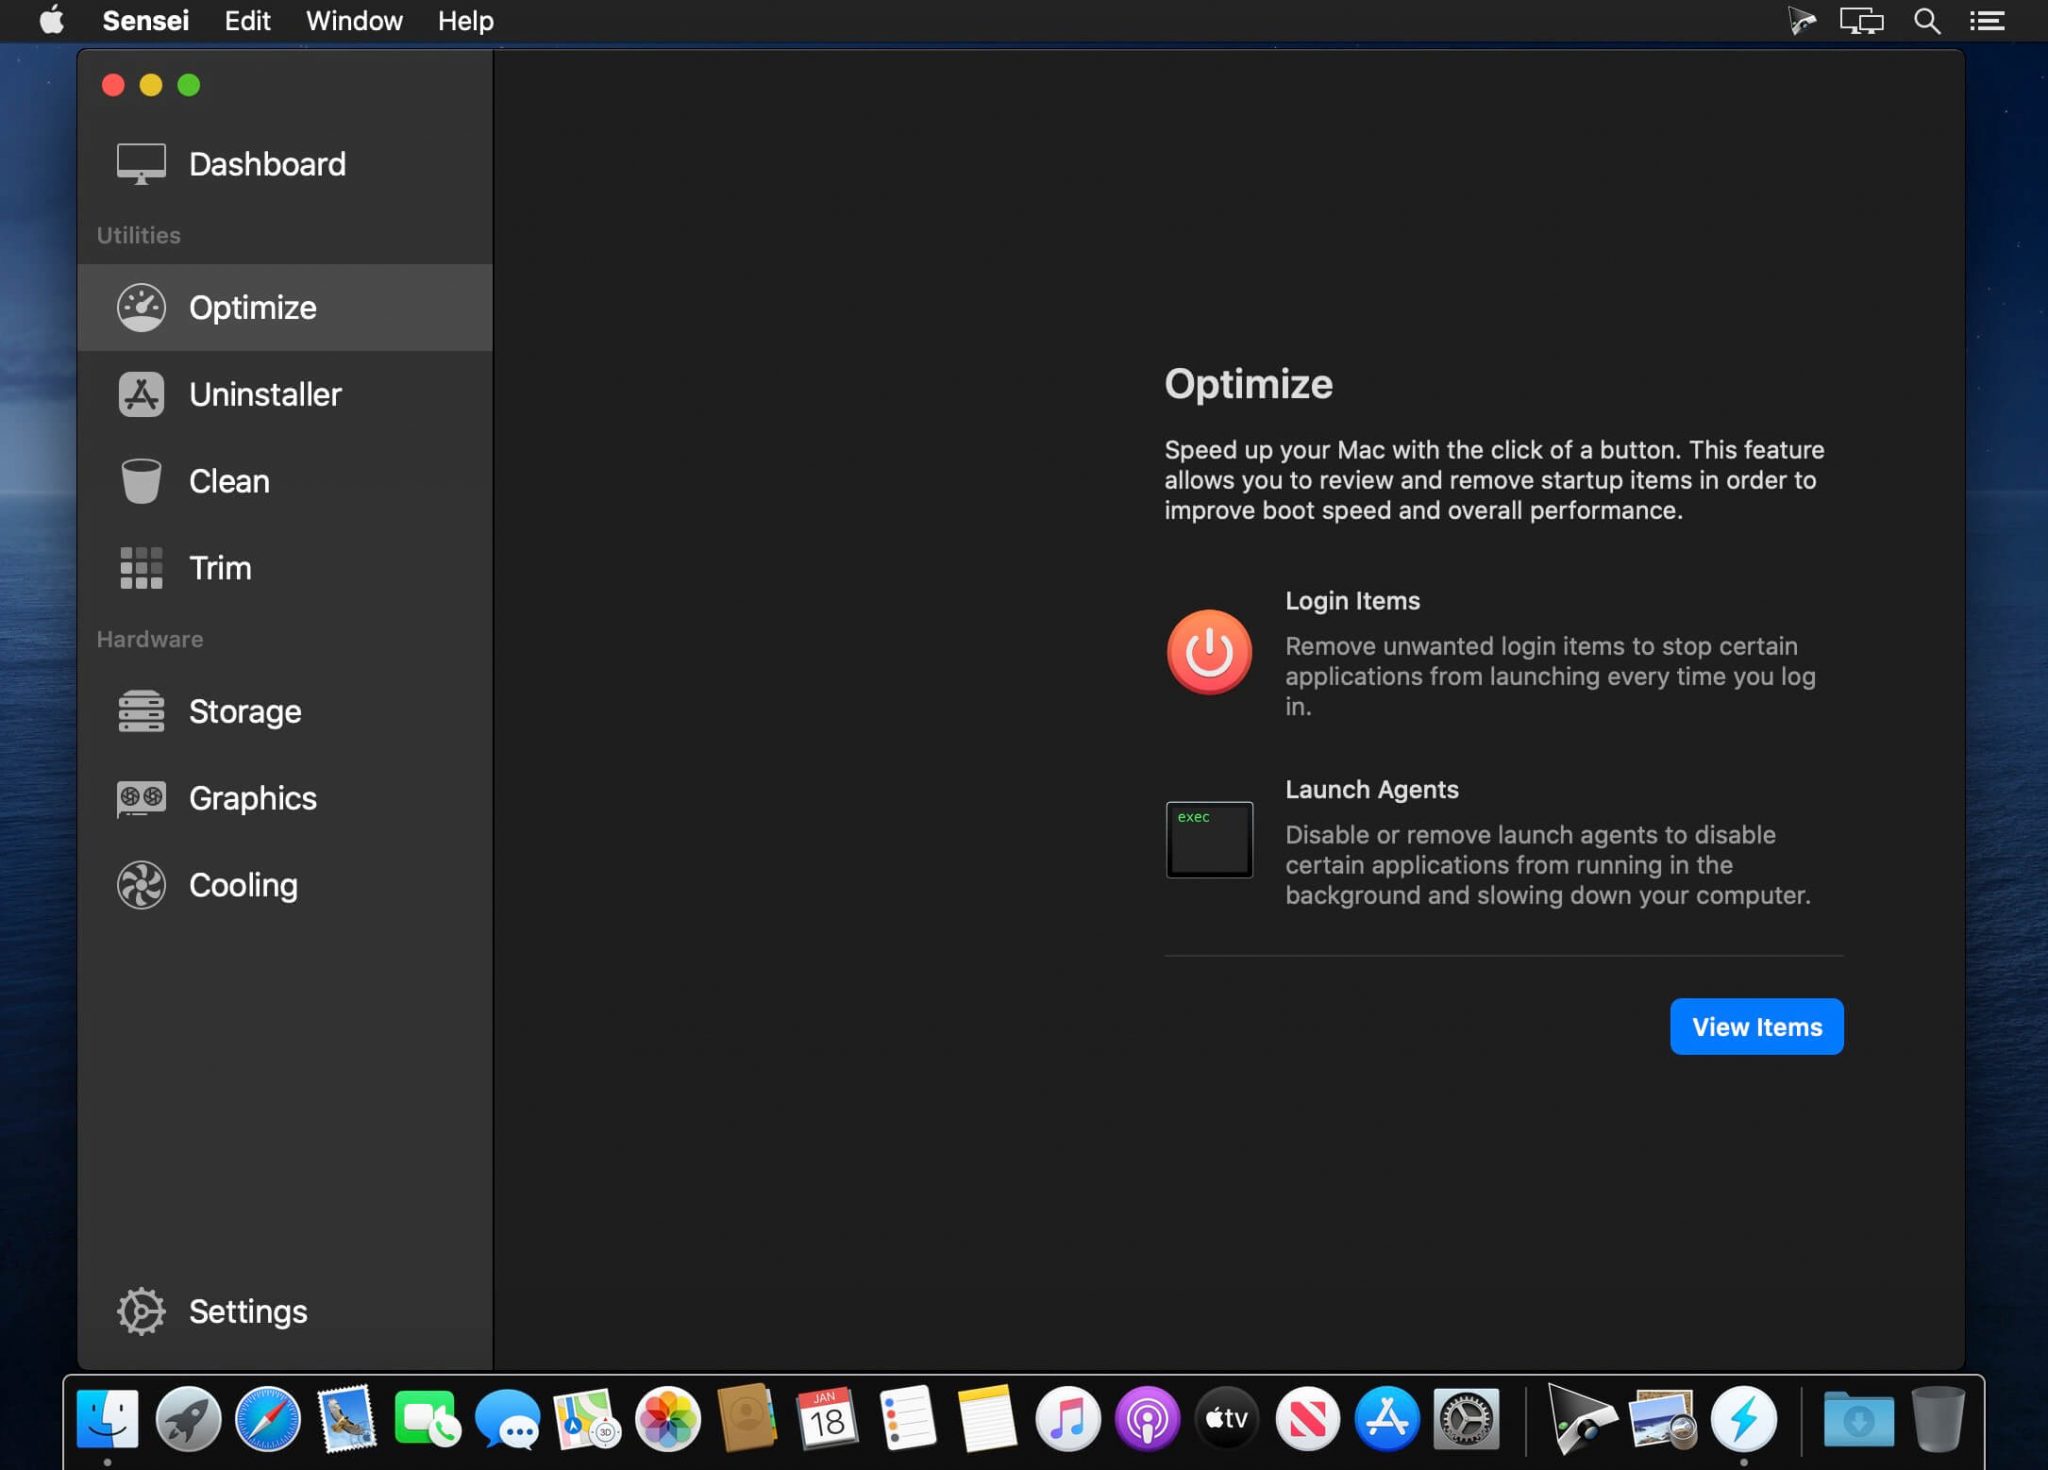 Sensei Edit Window Help
Dashboard
Utilities
Optimize
Uninstaller
Clean
Trim
Hardware
Storage
Graphics
Cooling
Settings
Optimize
Speed up your Mac with the click of a button. This feature
allows you to review and remove startup items in order to
improve boot speed and overall performance.
Login Items
Remove unwanted login items to stop certain
applications from launching every time you log
in.
exec
Launch Agents
Disable or remove launch agents to disable
certain applications from running in the
background and slowing down your computer.
View Items
3D
JAN
18
tv